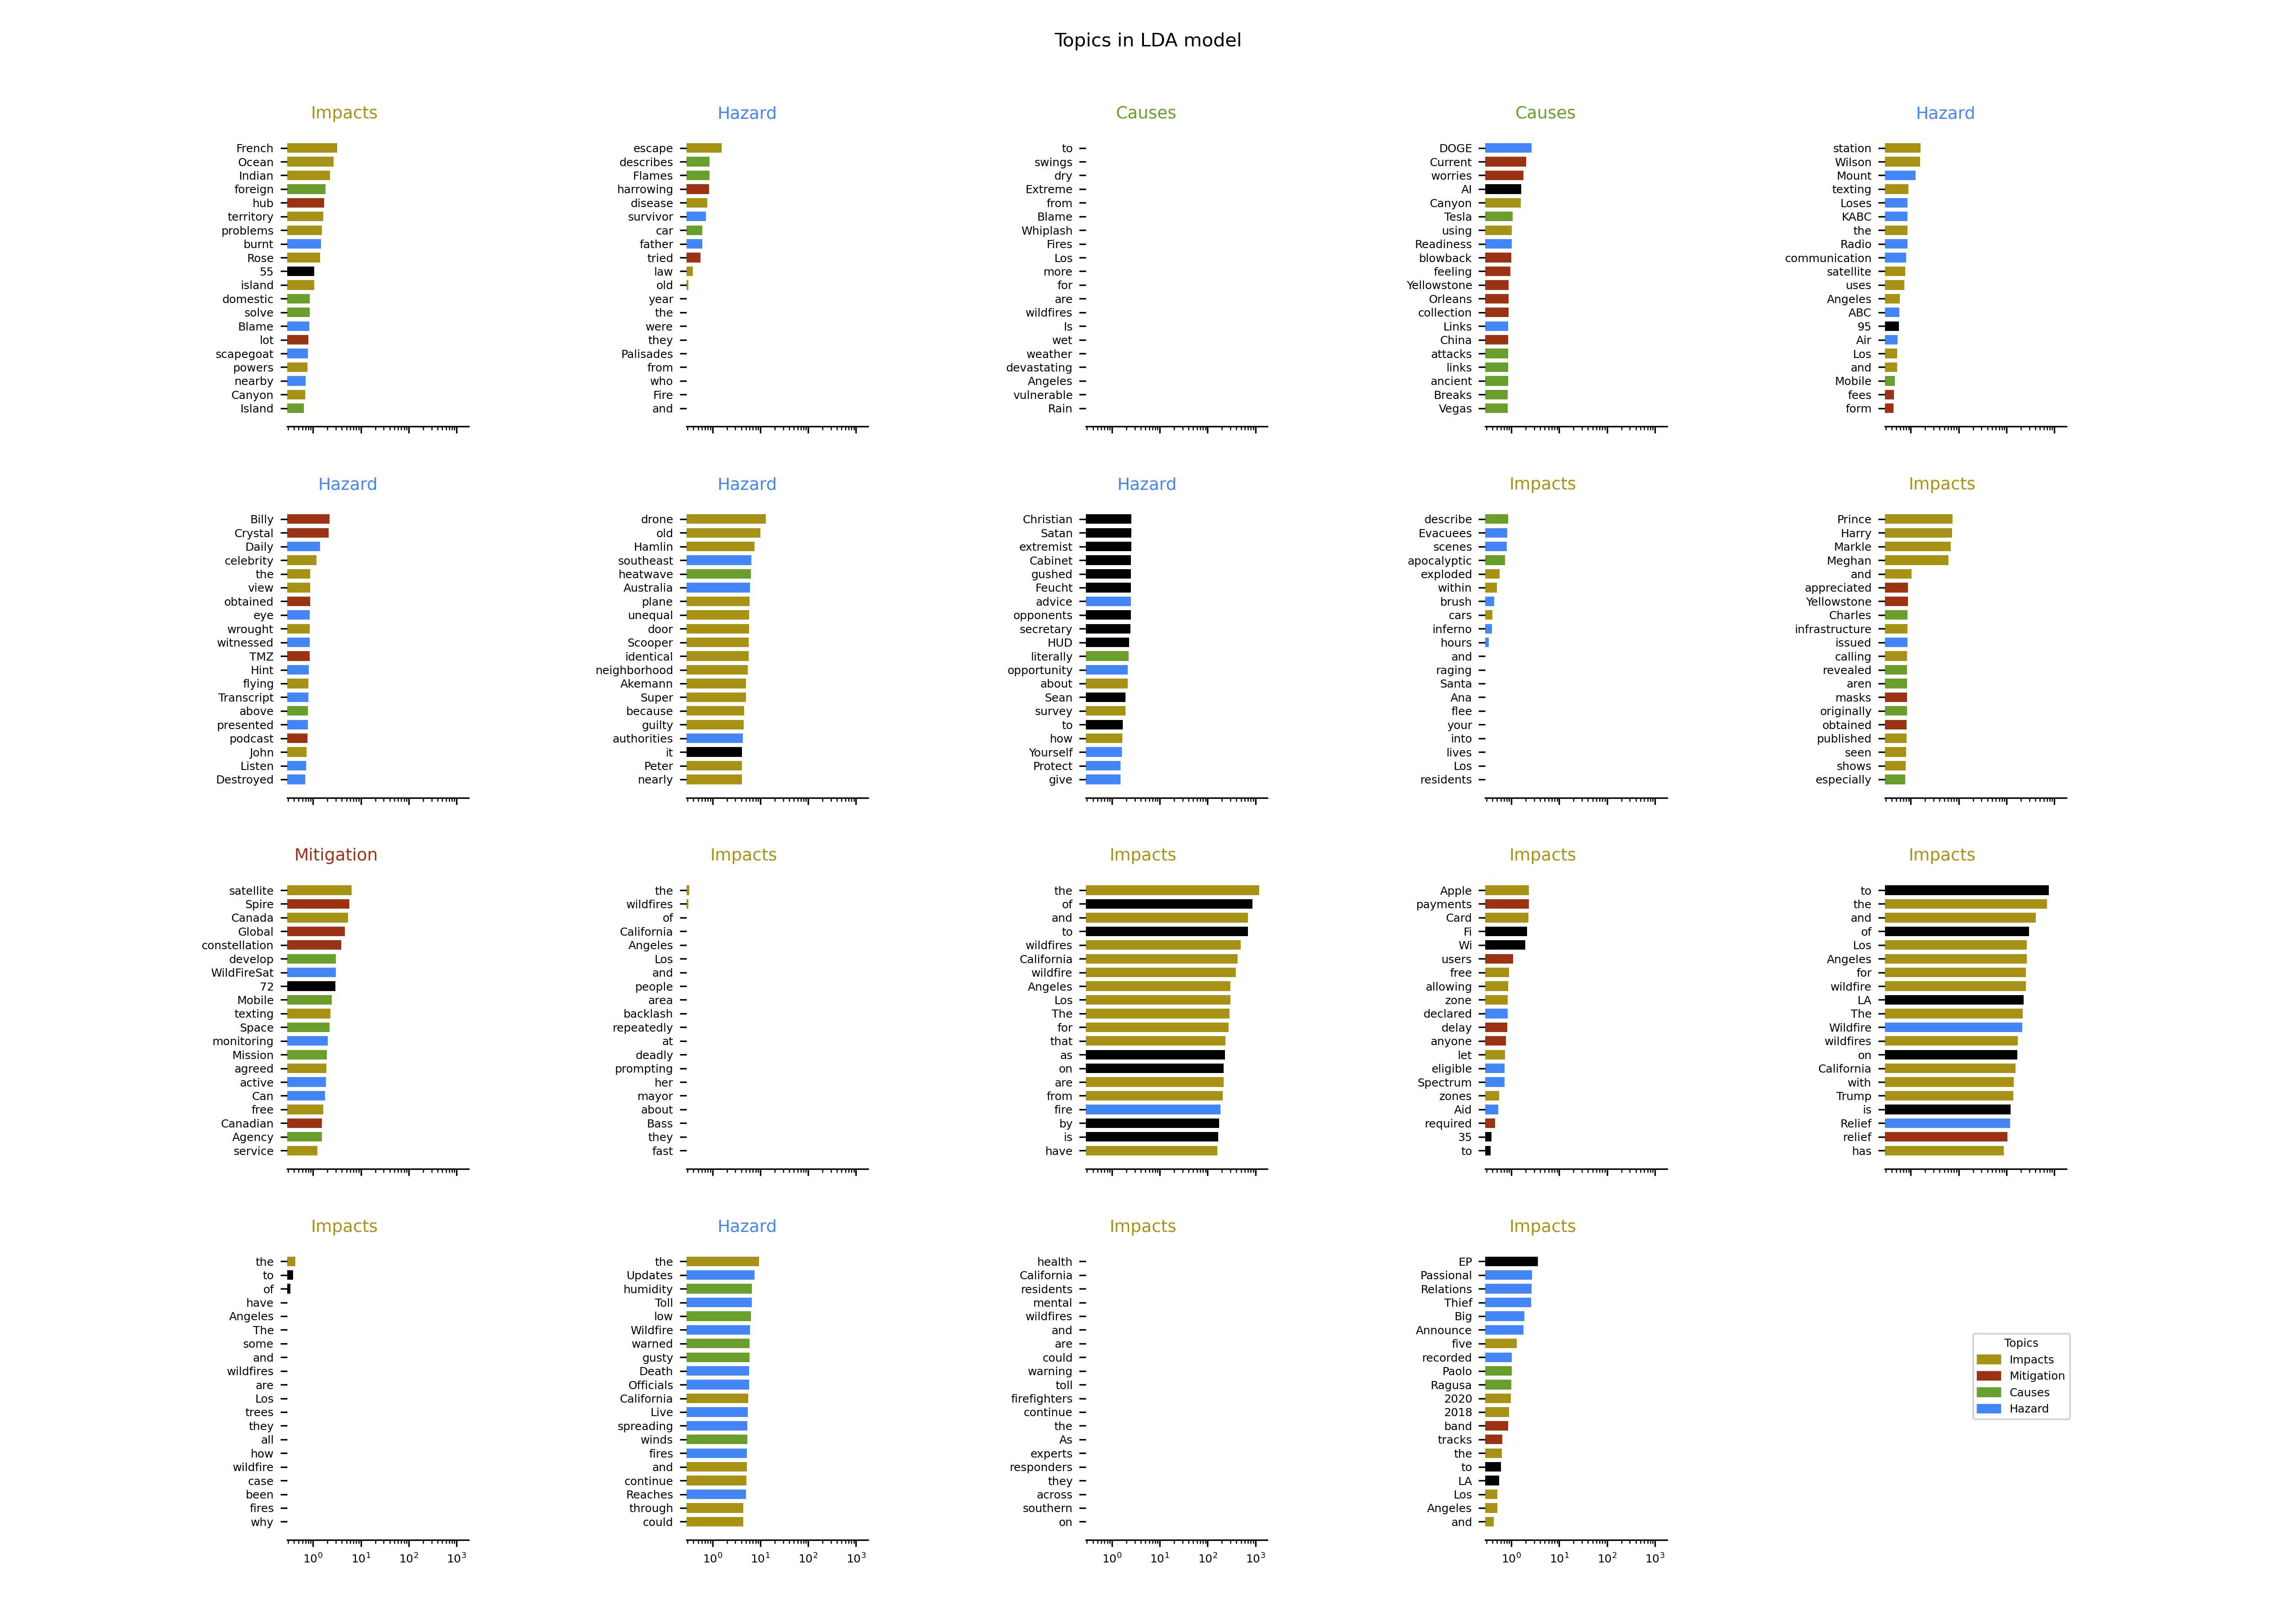 Topics in LDA model
Impacts
French
Ocean
Indian
foreign
hub
territory
problems
burnt
Rose
55
island
domestic
solve
Blame
lot
scapegoat
powers
nearby
Canyon
Island
Hazard
escape
describes
Flames
harrowing
disease
survivor
car
father
tried
law
old
year
the
were
they
Palisades
from
who
Fire
and
Causes
to
swings
dry
Extreme
from
Blame
Whiplash
Fires
Los
more
for
are
wildfires
Is
wet
weather
devastating
Angeles
vulnerable
Rain
Causes
DOGE
Current
worries
AI
Canyon
Tesla
using
Readiness
blowback
feeling
Yellowstone
Orleans
collection
Links
China
attacks
links
ancient
Breaks
Vegas
Hazard
station
Wilson
Mount
texting
Loses
KABC
the
Radio
communication
satellite
uses
Angeles
ABC
95
Air
Los
and
Mobile
fees
form
Hazard
Billy
Crystal
Daily
celebrity
the
view
obtained
eye
wrought
witnessed
TMZ
Hint
flying
Transcript
above
presented
podcast
John
Listen
Destroyed
Hazard
drone
old
Hamlin
southeast
heatwave
Australia
plane
unequal
door
Scooper
identical
neighborhood
Akemann
Super
because
guilty
authorities
it
Peter
nearly
Hazard
Christian
Satan
extremist
Cabinet
gushed
Feucht
advice
opponents
secretary
HUD
literally
opportunity
about
Sean
survey
to
how
Yourself
Protect
give
Impacts
describe
Evacuees
scenes
apocalyptic
exploded
within
brush
cars
inferno
hours
and
raging
Santa
Ana
flee
your
into
lives
Los
residents
Impacts
Prince
Harry
Markle
Meghan
and
appreciated
Yellowstone
Charles
infrastructure
issued
calling
revealed
aren
masks
originally
obtained
published
seen
shows
especially
Mitigation
satellite
Spire
Canada
Global
constellation
develop
WildFireSat
72
Mobile
texting
Space
monitoring
Mission
agreed
active
Can
free
Canadian
Agency
service
Impacts
the
wildfires
of
California
Angeles
Los
and
people
area
backlash
repeatedly
at
deadly
prompting
her
mayor
about
Bass
they
fast
Impacts
the
of
and
to
wildfires
California
wildfire
Angeles
Los
The
for
that
as
on
are
from
fire
by
is
have
Impacts
Apple
payments
Card
Fi
Wi
users
free
allowing
zone
declared
delay
anyone
let
eligible
Spectrum
zones
Aid
required
35
to
Impacts
to
the
and
of
Los
Angeles
for
wildfire
LA
The
Wildfire
wildfires
on
California
with
Trump
is
Relief
relief
has
Impacts
the
to
of
have
Angeles
The
some
and
wildfires
are
Los
trees
they
all
how
wildfire
case
been
fires
why
10⁰ 10¹ 10² 10³
Hazard
the
Updates
humidity
Toll
low
Wildfire
warned
gusty
Death
Officials
California
Live
spreading
winds
fires
and
continue
Reaches
through
could
10⁰ 10¹ 10² 10³
Impacts
health
California
residents
mental
wildfires
and
are
could
warning
toll
firefighters
continue
the
As
experts
responders
they
across
southern
on
10⁰ 10¹ 10² 10³
Impacts
EP
Passional
Relations
Thief
Big
Announce
five
recorded
Paolo
Ragusa
2020
2018
band
tracks
the
to
LA
Los
Angeles
and
10⁰ 10¹ 10² 10³
Topics
Impacts
Mitigation
Causes
Hazard